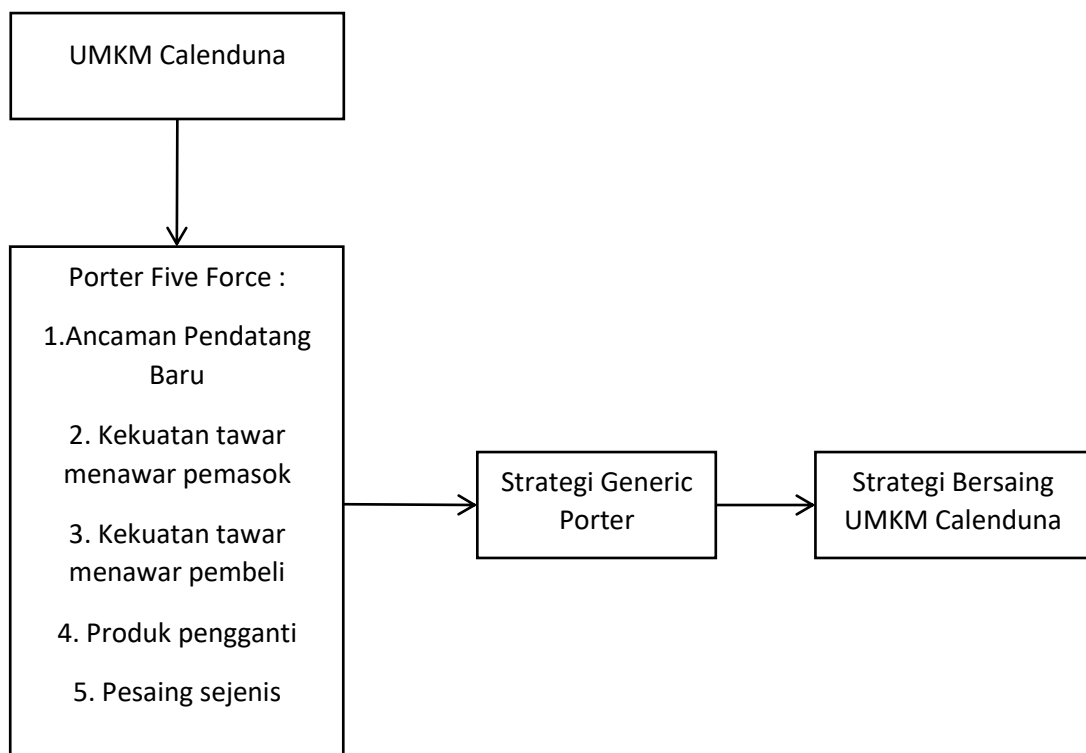 UMKM Calenduna
Porter Five Force :
1.Ancaman Pendatang
Baru
2. Kekuatan tawar
menawar pemasok
3. Kekuatan tawar
menawar pembeli
4. Produk pengganti
5. Pesaing sejenis
Strategi Generic
Porter
Strategi Bersaing
UMKM Calenduna